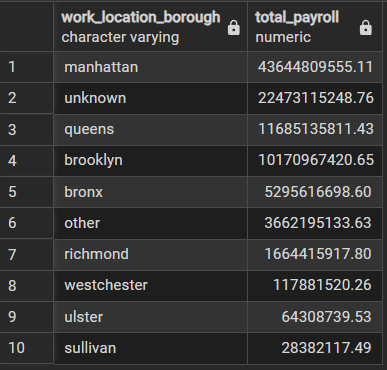 work_location_borough total_payroll
character varying numeric
1 manhattan 43644809555.11
2 unknown 22473115248.76
3 queens 11685135811.43
4 brooklyn 10170967420.65
5 bronx 5295616698.60
6 other 3662195133.63
7 richmond 1664415917.80
8 westchester 117881520.26
9 ulster 64308739.53
10 sullivan 28382117.49